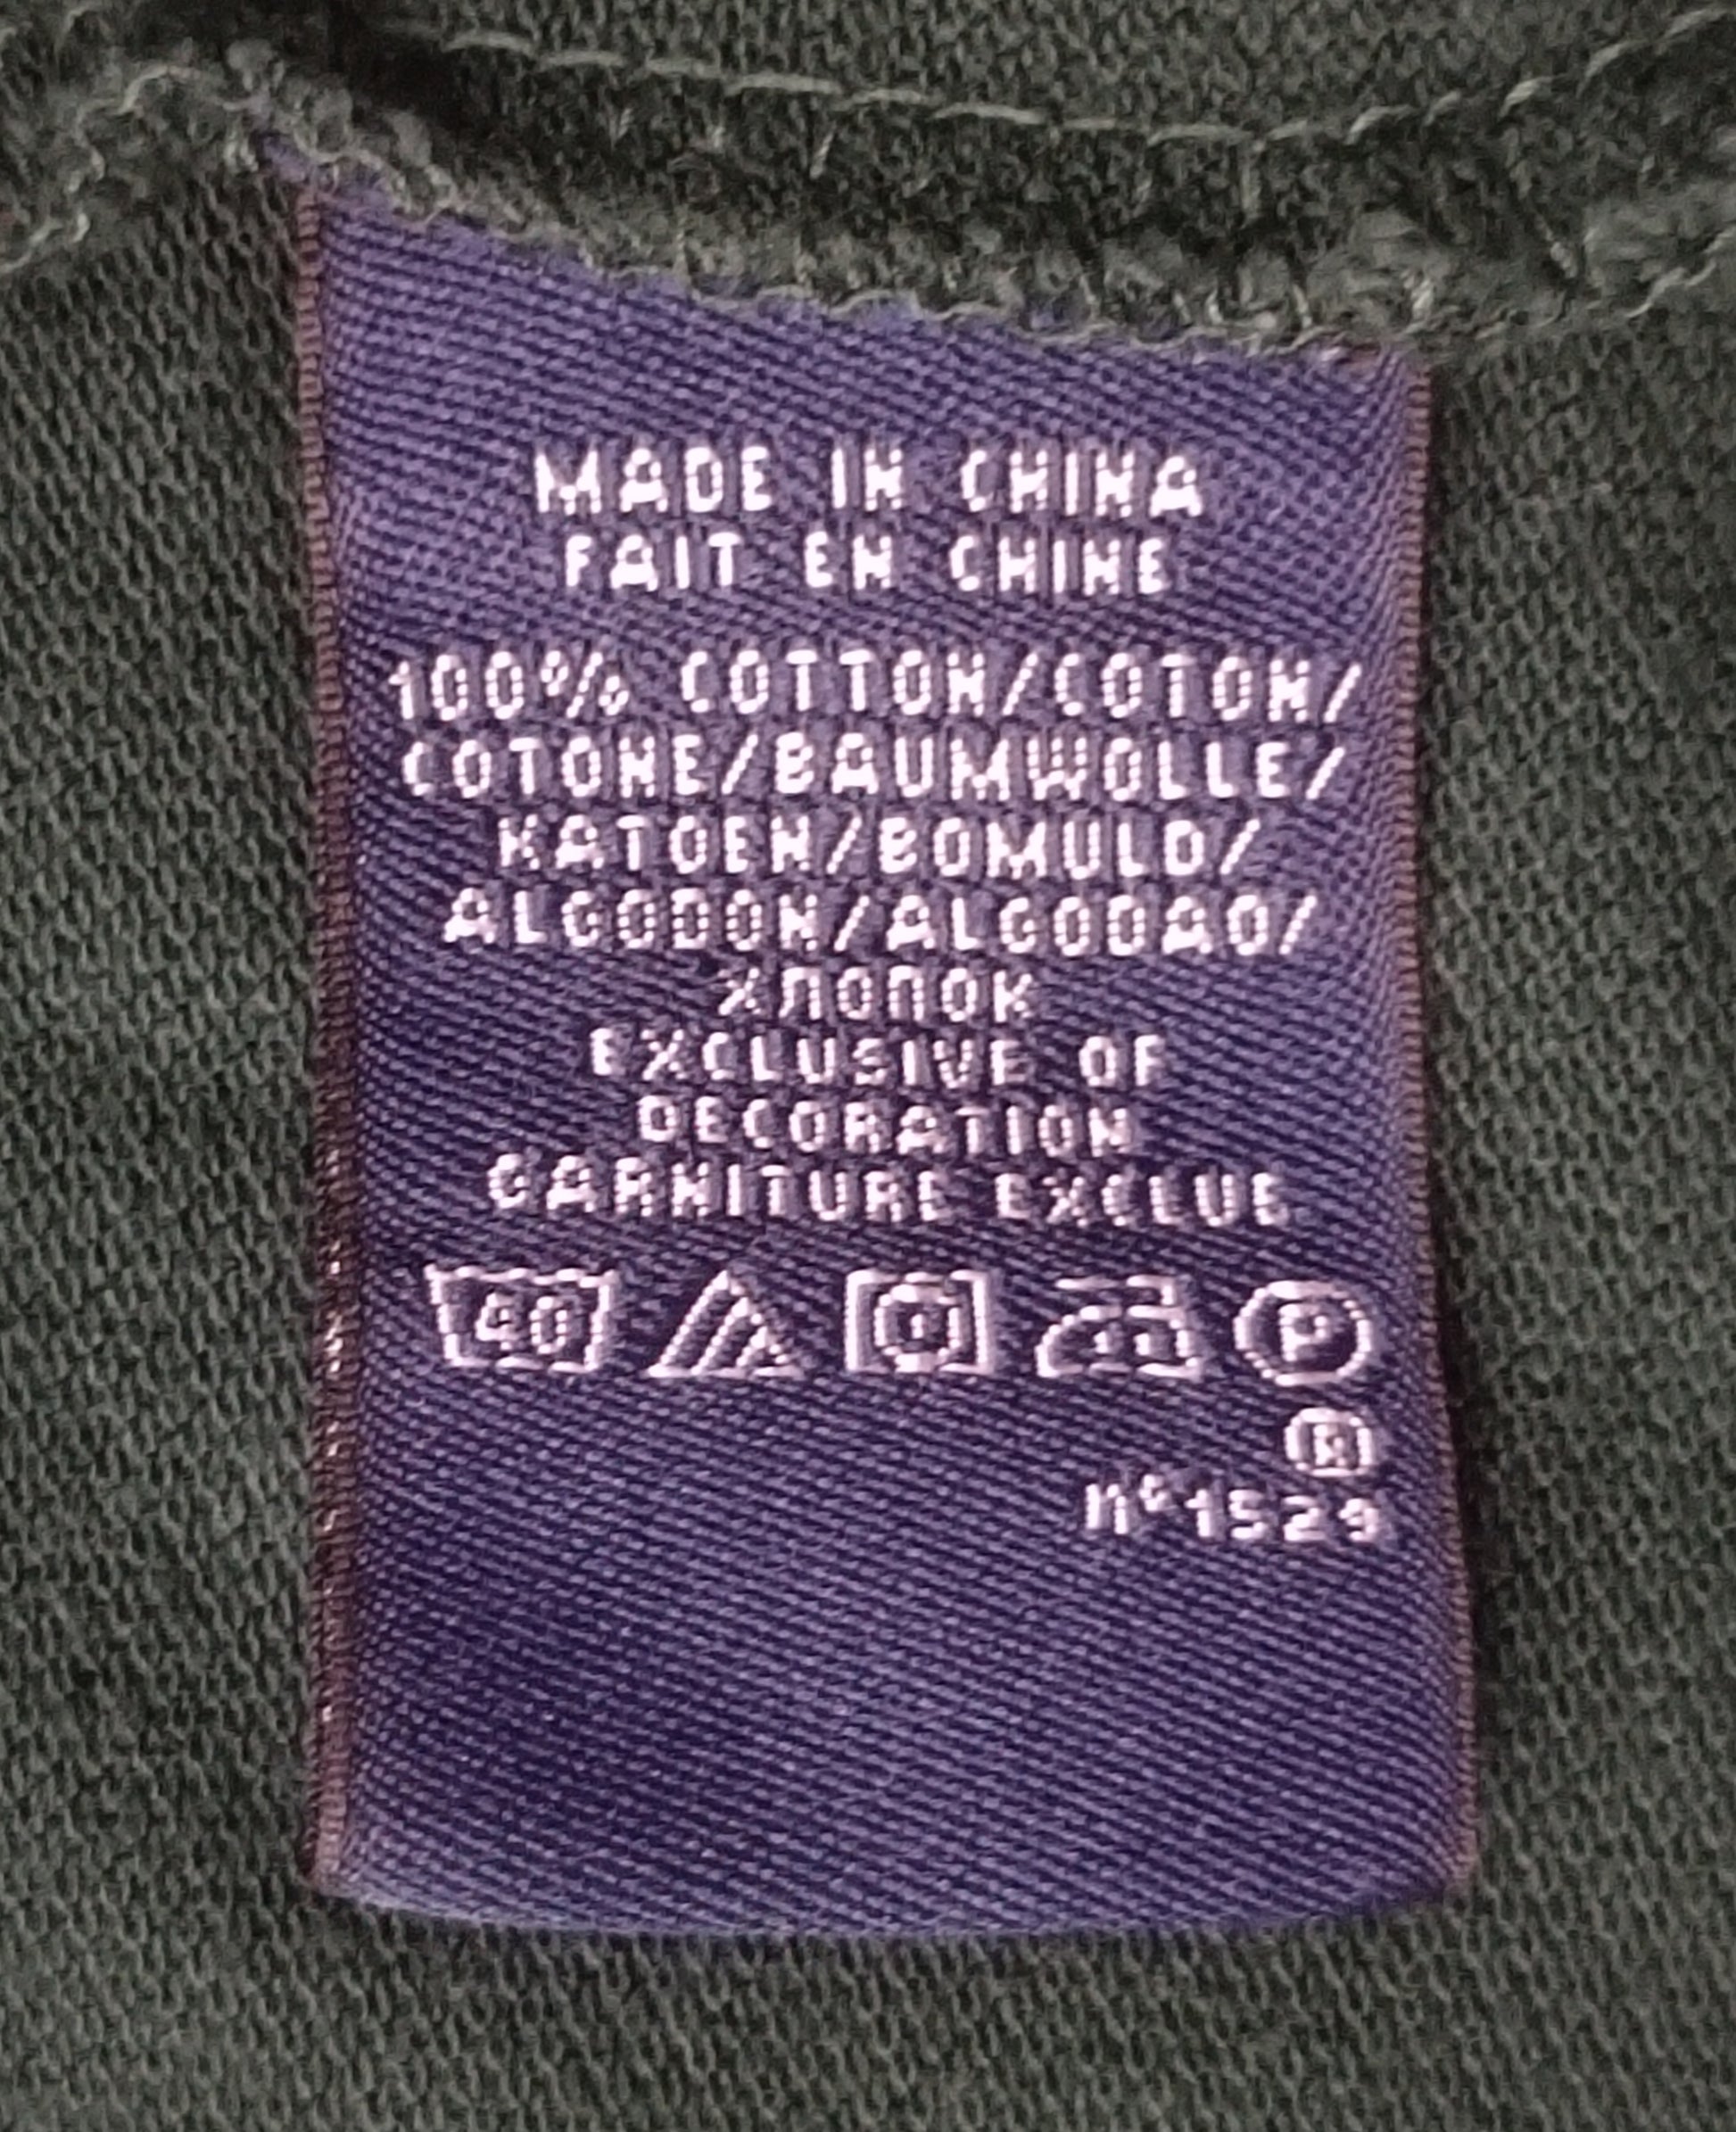 MADE IN CHINA
FAIT EN CHINE
100% COTTON/COTON/
COTONE/BAUMWOLLE/
KATOEN/BOMULD/
ALGODON/ALGODAO/
ХЛОПОК
EXCLUSIVE OF
DECORATION
GARNITURE EXCLUE
40 P
®
nº1529